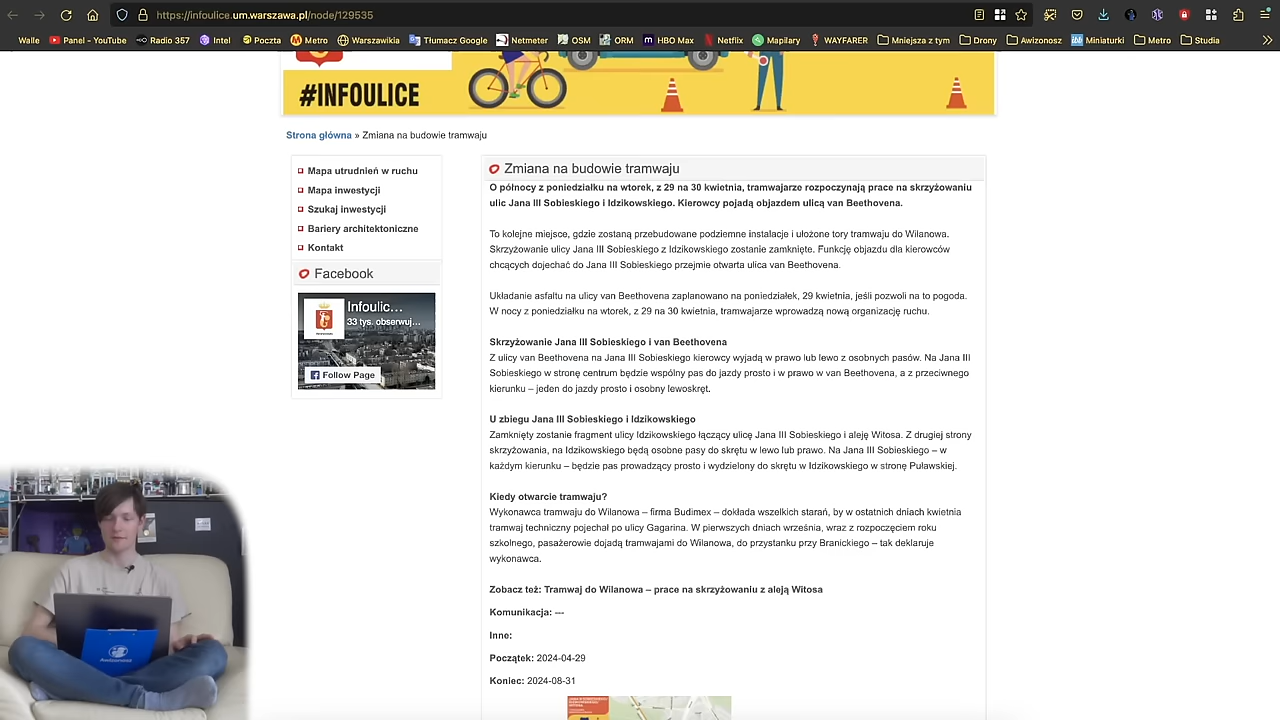 https://infoulice.um.warszawa.pl/node/129535
Walle Panel - YouTube Radio 357 Intel Poczta Metro Warszawikia Tłumacz Google Netmeter OSM ORM HBO Max Netflix Mapilary WAYFARER Mniejsza z tym Drony Awizonosz Miniaturki Metro Studia
#INFOULICE
Strona główna » Zmiana na budowie tramwaju
Mapa utrudnień w ruchu
Mapa inwestycji
Szukaj inwestycji
Bariery architektoniczne
Kontakt
Facebook
Infoulic...
33 tys. obserwuj...
Follow Page
Zmiana na budowie tramwaju
O północy z poniedziałku na wtorek, z 29 na 30 kwietnia, tramwajarze rozpoczynają prace na skrzyżowaniu
ulic Jana III Sobieskiego i Idzikowskiego. Kierowcy pojadą objazdem ulicą van Beethovena.
To kolejne miejsce, gdzie zostaną przebudowane podziemne instalacje i ułożone tory tramwaju do Wilanowa.
Skrzyżowanie ulicy Jana III Sobieskiego z Idzikowskiego zostanie zamknięte. Funkcję objazdu dla kierowców
chcących dojechać do Jana III Sobieskiego przejmie otwarta ulica van Beethovena.
Układanie asfaltu na ulicy van Beethovena zaplanowano na poniedziałek, 29 kwietnia, jeśli pozwoli na to pogoda.
W nocy z poniedziałku na wtorek, z 29 na 30 kwietnia, tramwajarze wprowadzą nową organizację ruchu.
Skrzyżowanie Jana III Sobieskiego i van Beethovena
Z ulicy van Beethovena na Jana III Sobieskiego kierowcy wyjadą w prawo lub lewo z osobnych pasów. Na Jana III
Sobieskiego w stronę centrum będzie wspólny pas do jazdy prosto i w prawo w van Beethovena, a z przeciwnego
kierunku – jeden do jazdy prosto i osobny lewoskręt.
U zbiegu Jana III Sobieskiego i Idzikowskiego
Zamknięty zostanie fragment ulicy Idzikowskiego łączący ulicę Jana III Sobieskiego i aleję Witosa. Z drugiej strony
skrzyżowania, na Idzikowskiego będą osobne pasy do skrętu w lewo lub prawo. Na Jana III Sobieskiego – w
każdym kierunku – będzie pas prowadzący prosto i wydzielony do skrętu w Idzikowskiego w stronę Puławskiej.
Kiedy otwarcie tramwaju?
Wykonawca tramwaju do Wilanowa – firma Budimex – dokłada wszelkich starań, by w ostatnich dniach kwietnia
tramwaj techniczny pojechał po ulicy Gagarina. W pierwszych dniach września, wraz z rozpoczęciem roku
szkolnego, pasażerowie dojadą tramwajami do Wilanowa, do przystanku przy Branickiego – tak deklaruje
wykonawca.
Zobacz też: Tramwaj do Wilanowa – prace na skrzyżowaniu z aleją Witosa
Komunikacja: ---
Inne:
Początek: 2024-04-29
Koniec: 2024-08-31